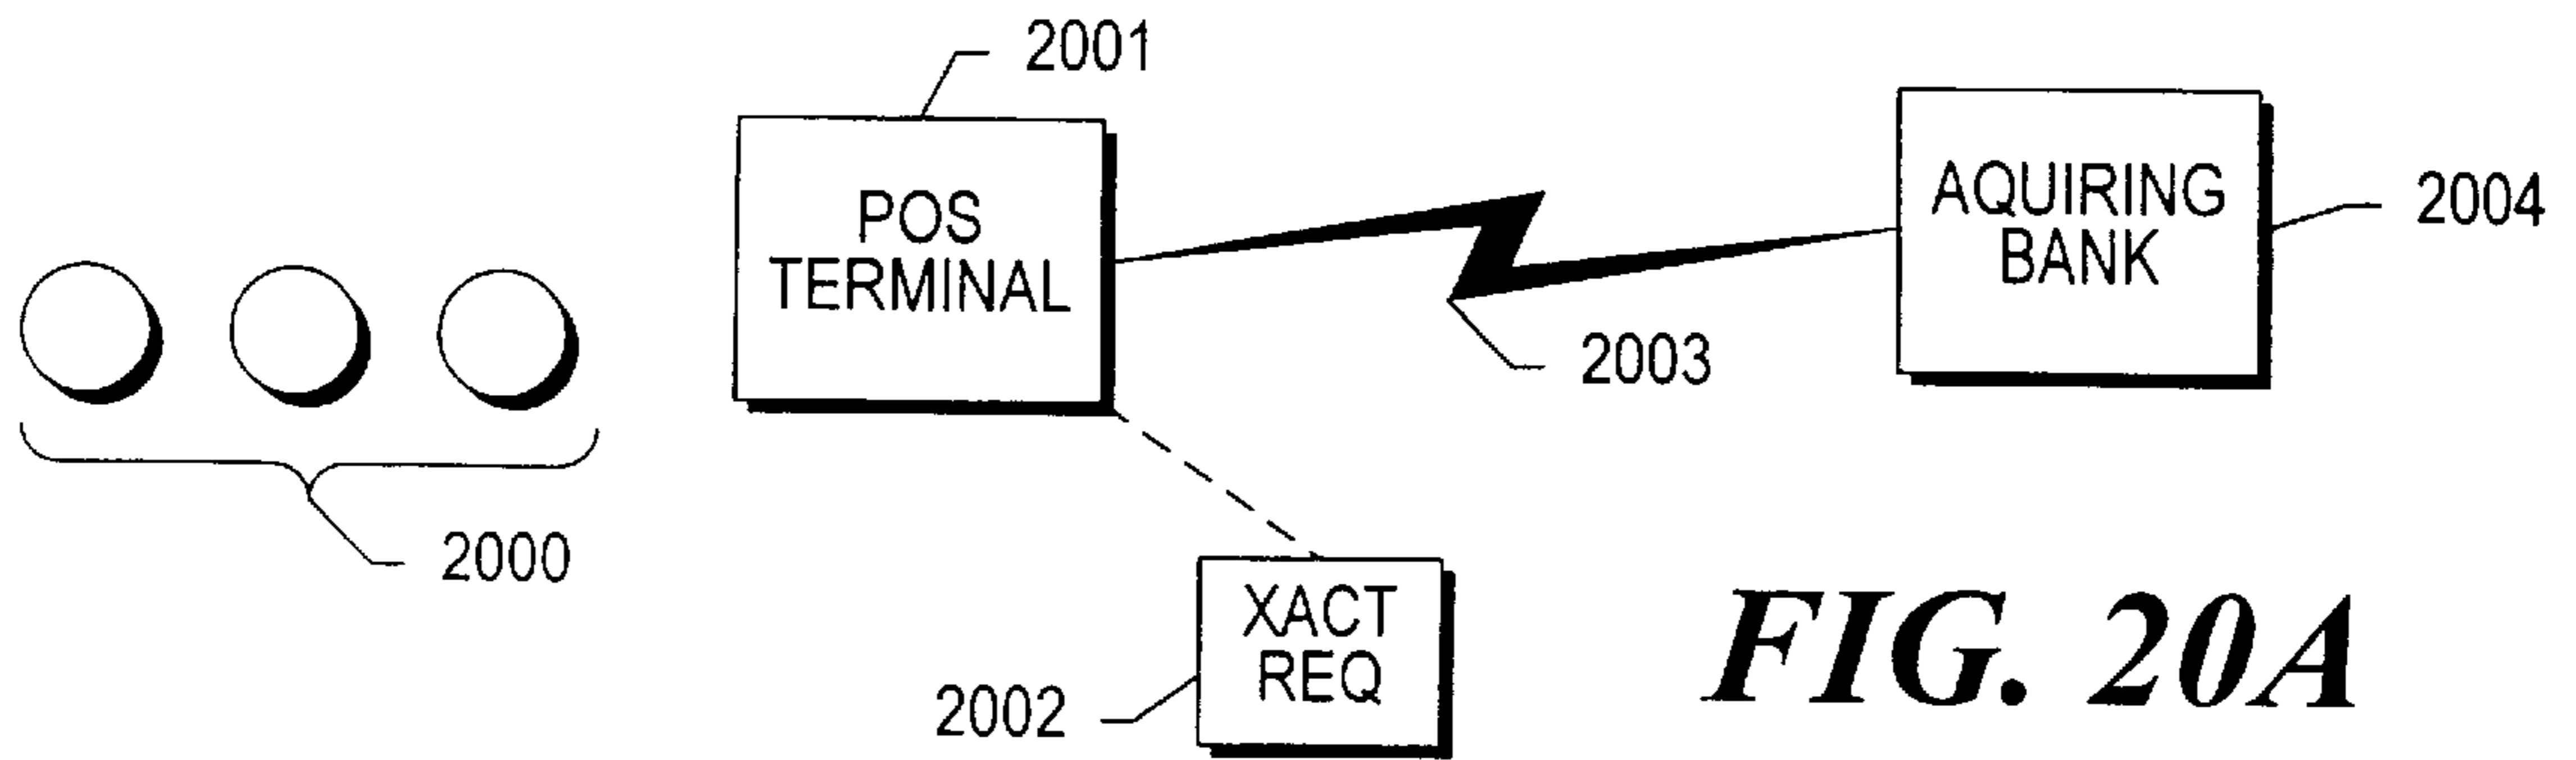 2001
POS
TERMINAL
AQUIRING
BANK
2004
2003
2000
XACT
REQ
2002
FIG. 20A